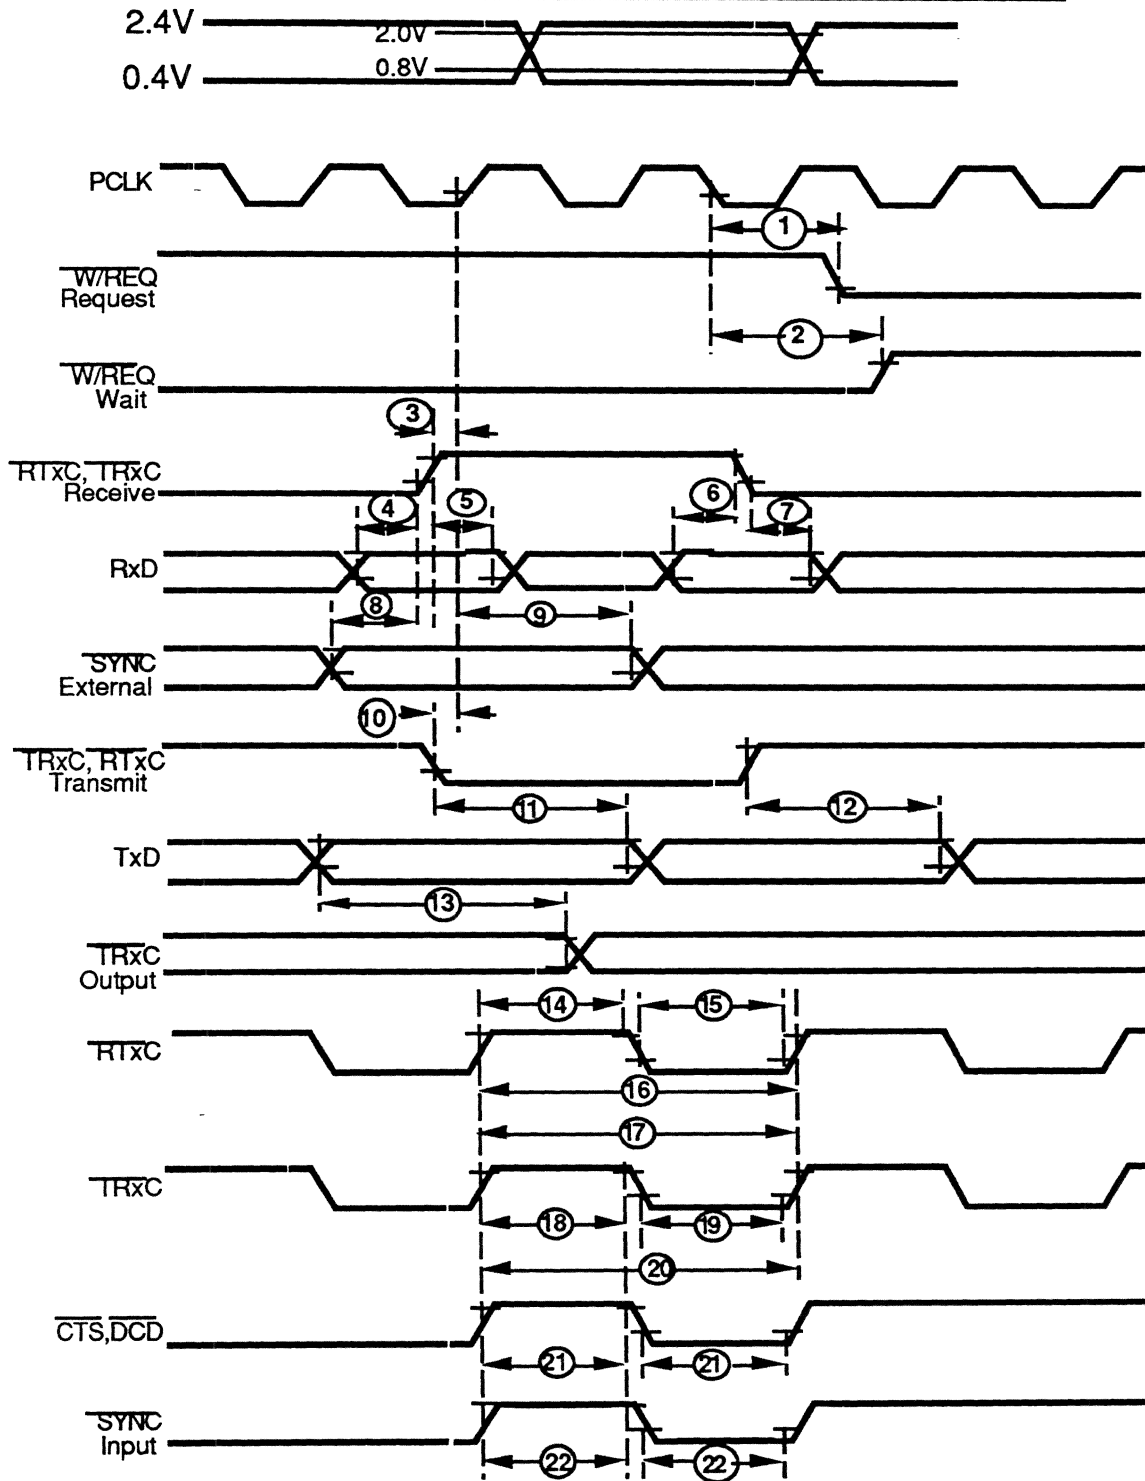 2.4V
2.0V
0.8V
0.4V
PCLK
1
W/REQ
Request
2
W/REQ
Wait
3
RTxC, TRxC
Receive
4
5
6
7
RxD
8
9
SYNC
External
10
TRxC, RTxC
Transmit
11
12
TxD
13
TRxC
Output
14
15
RTxC
16
17
TRxC
18
19
20
CTS,DCD
21
21
SYNC
Input
22
22